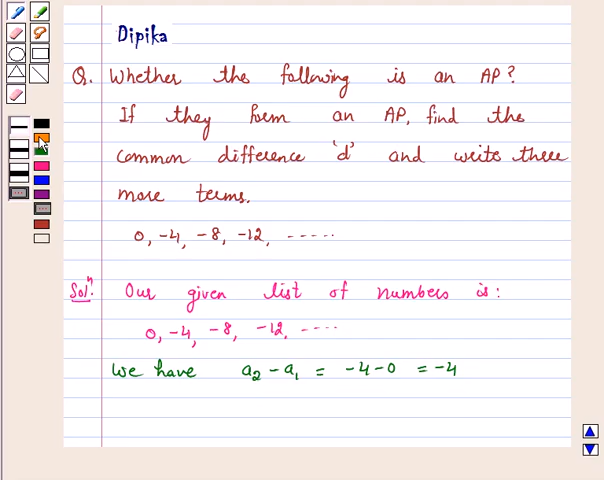 Dipika
Q. Whether the following is an AP?
If they form an AP, find the
common difference 'd' and write three
more terms.
0, -4, -8, -12, -----
Solⁿ: Our given list of numbers is:
0, -4, -8, -12, ----
We have a₂ - a₁ = -4-0 = -4